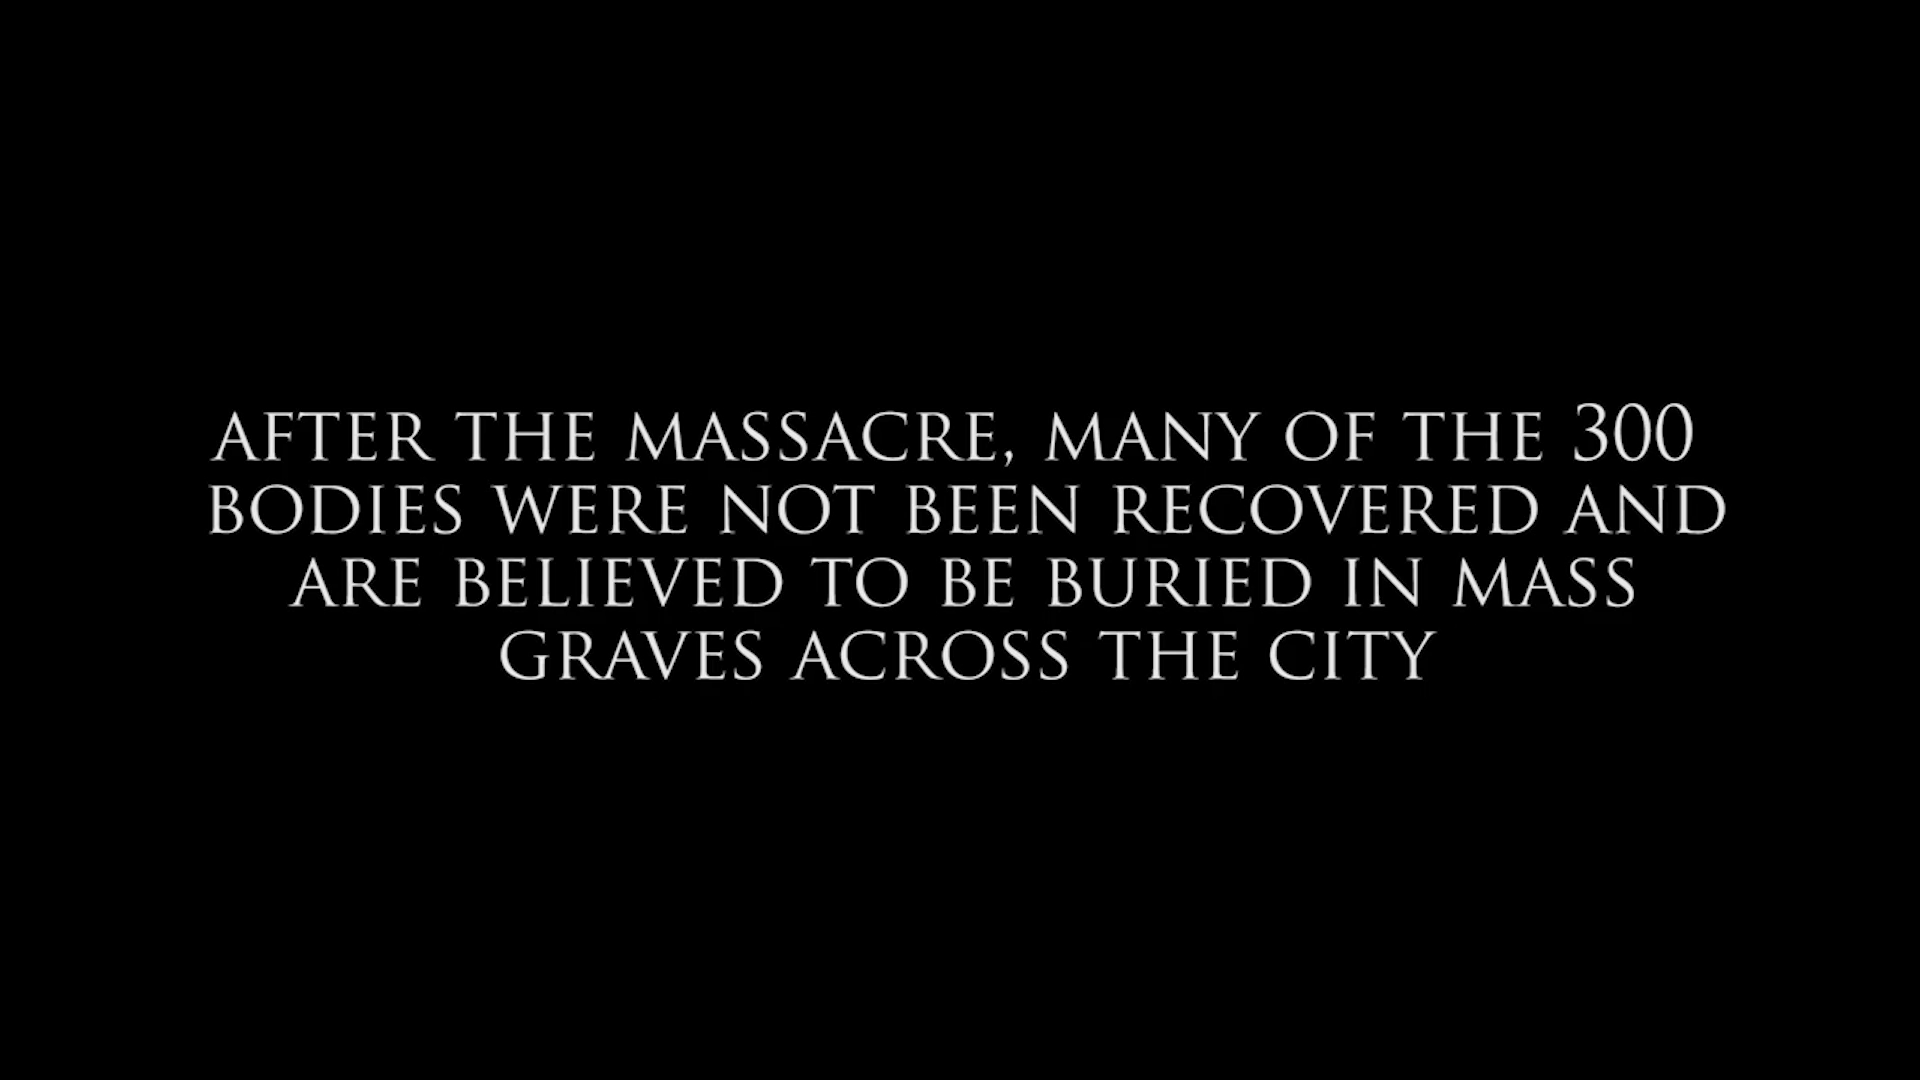 AFTER THE MASSACRE, MANY OF THE 300
BODIES WERE NOT BEEN RECOVERED AND
ARE BELIEVED TO BE BURIED IN MASS
GRAVES ACROSS THE CITY